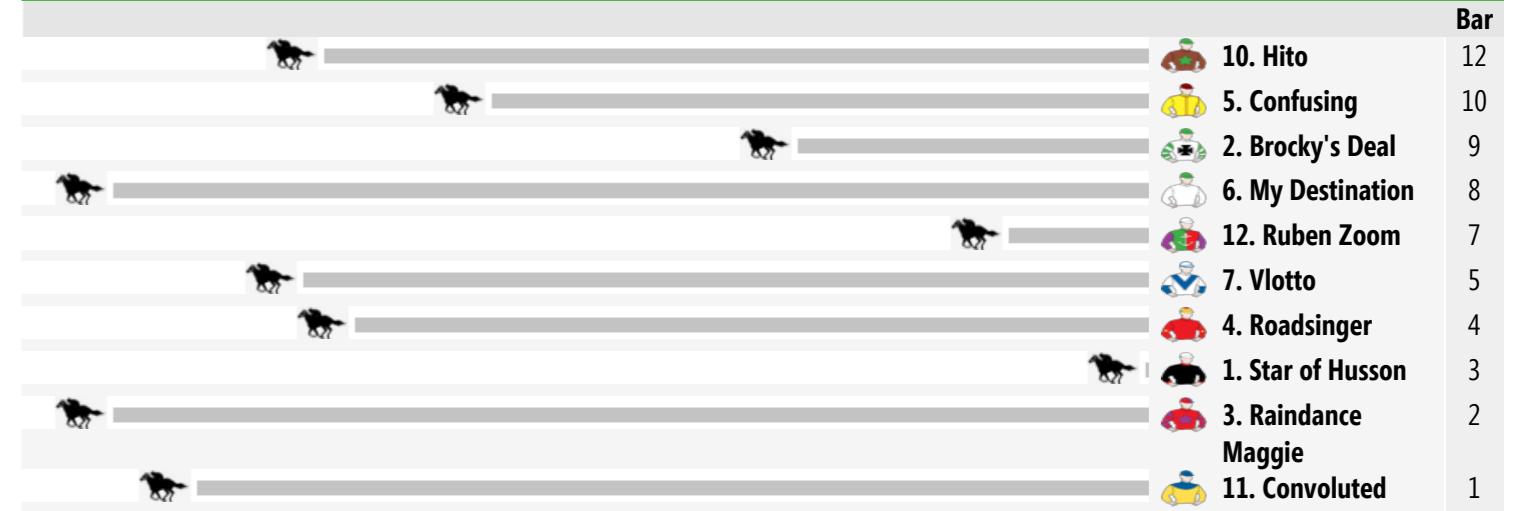 Bar
10. Hito 12
5. Confusing 10
2. Brocky's Deal 9
6. My Destination 8
12. Ruben Zoom 7
7. Vlotto 5
4. Roadsinger 4
1. Star of Husson 3
3. Raindance 2
Maggie
11. Convoluted 1